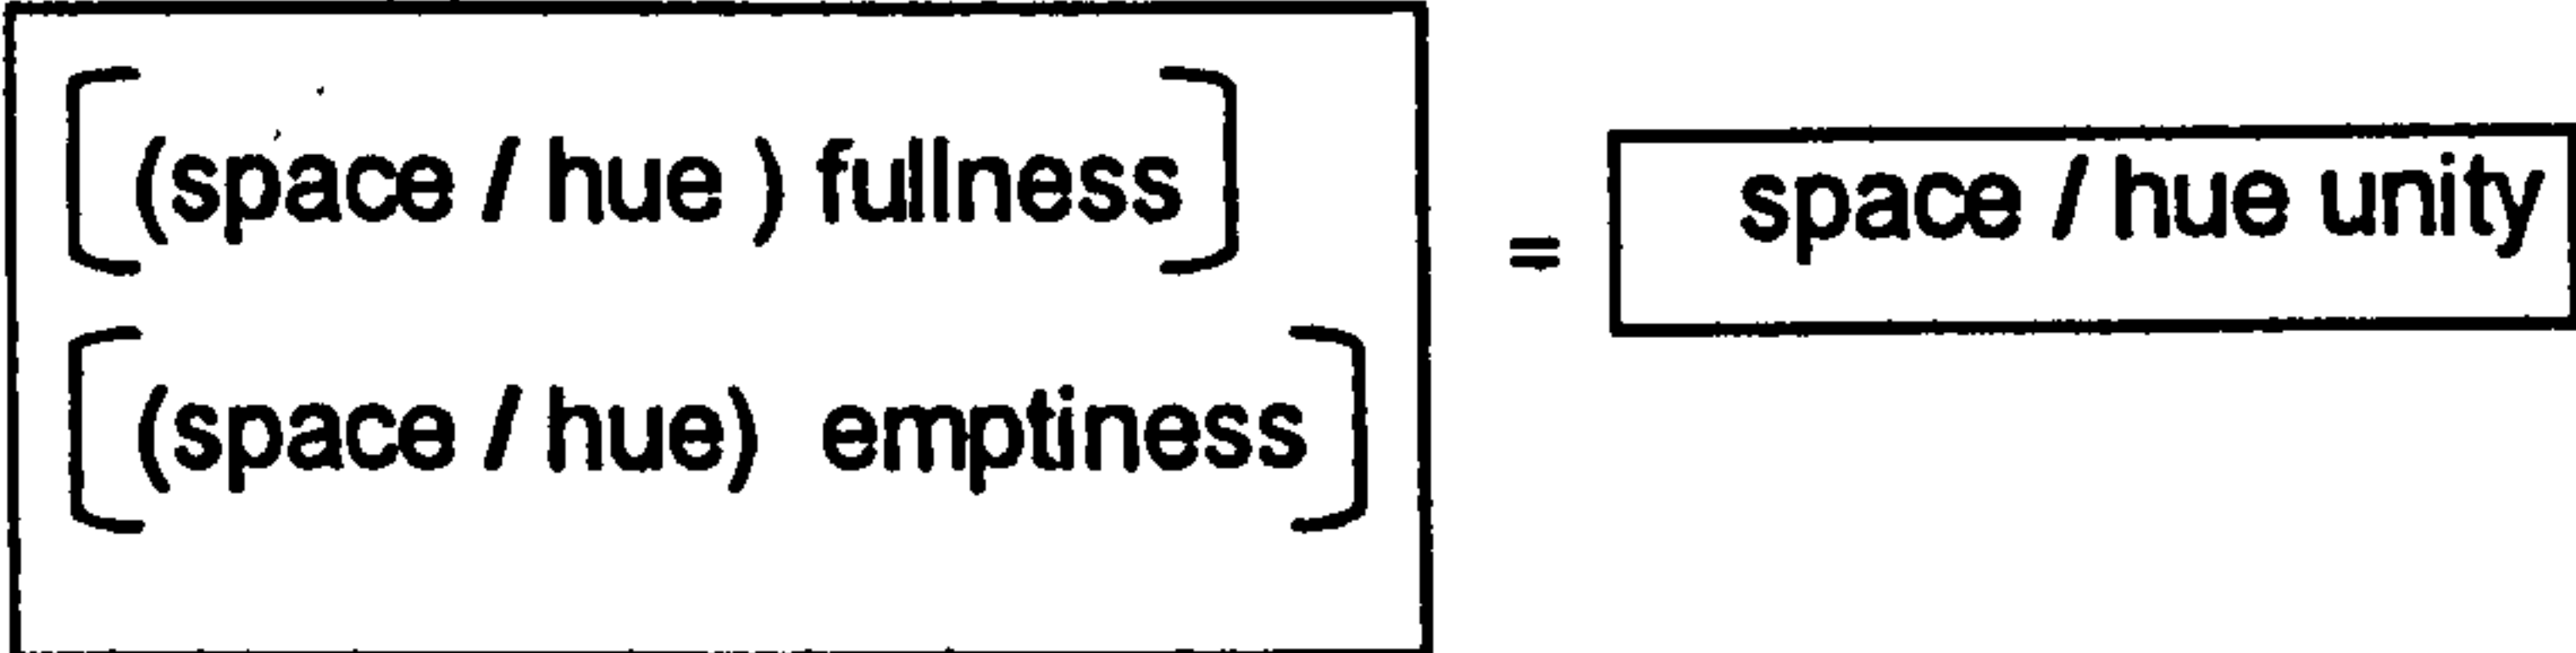 (space / hue ) fullness
= space / hue unity
(space / hue) emptiness